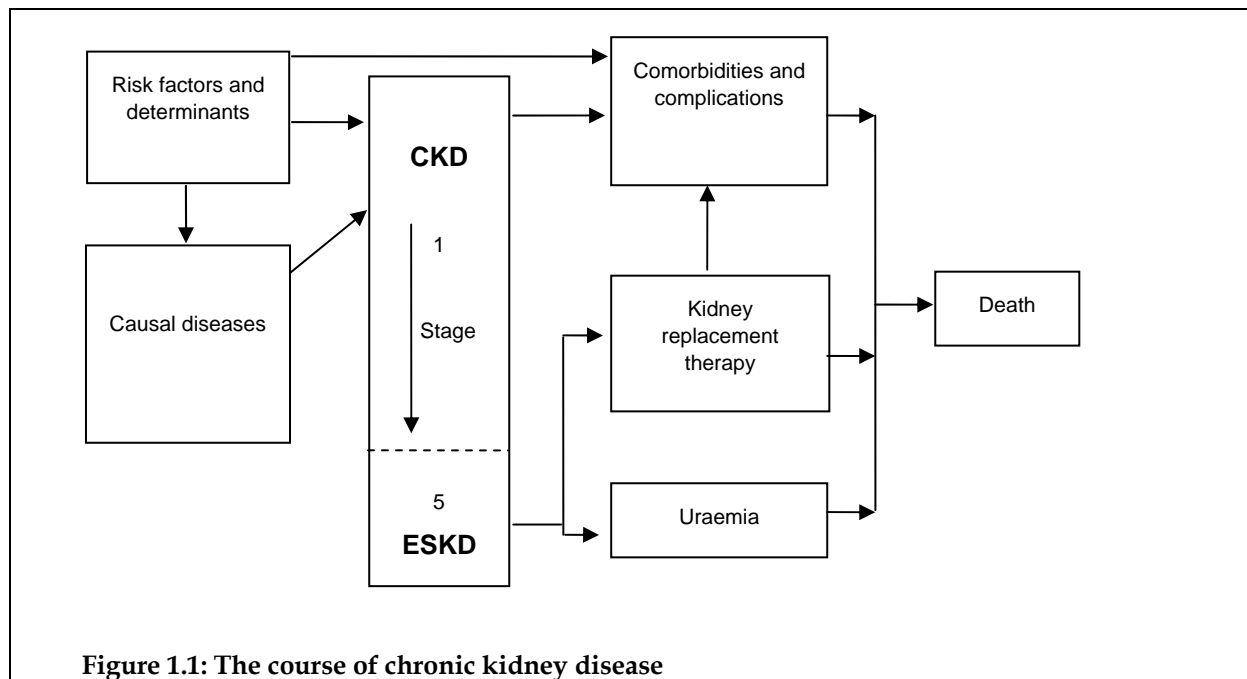 Risk factors and
determinants
Causal diseases
CKD
1
Stage
5
ESKD
Comorbidities and
complications
Kidney
replacement
therapy
Uraemia
Death
Figure 1.1: The course of chronic kidney disease